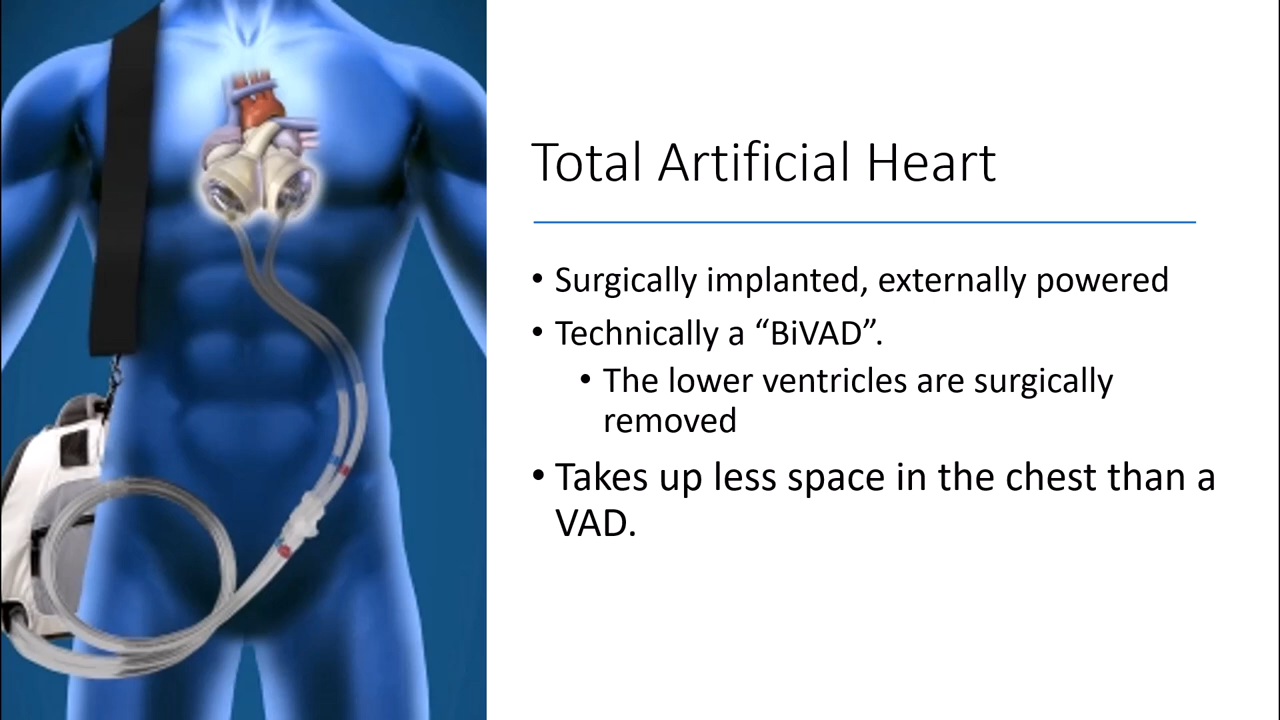 Total Artificial Heart
• Surgically implanted, externally powered
• Technically a “BiVAD”.
• The lower ventricles are surgically
removed
• Takes up less space in the chest than a
VAD.